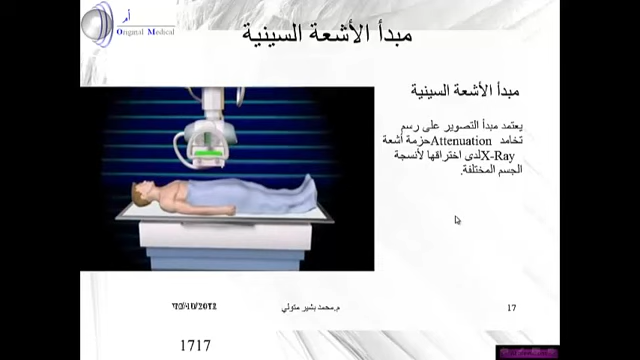 أم
Original Medical
مبدأ الأشعة السينية
مبدأ الأشعة السينية
يعتمد مبدأ التصوير على رسم
تخامد Attenuation حزمة أشعة
X-Ray لدى اختراقها لأنسجة
الجسم المختلفة.
م.محمد بشير متولي
17
1717